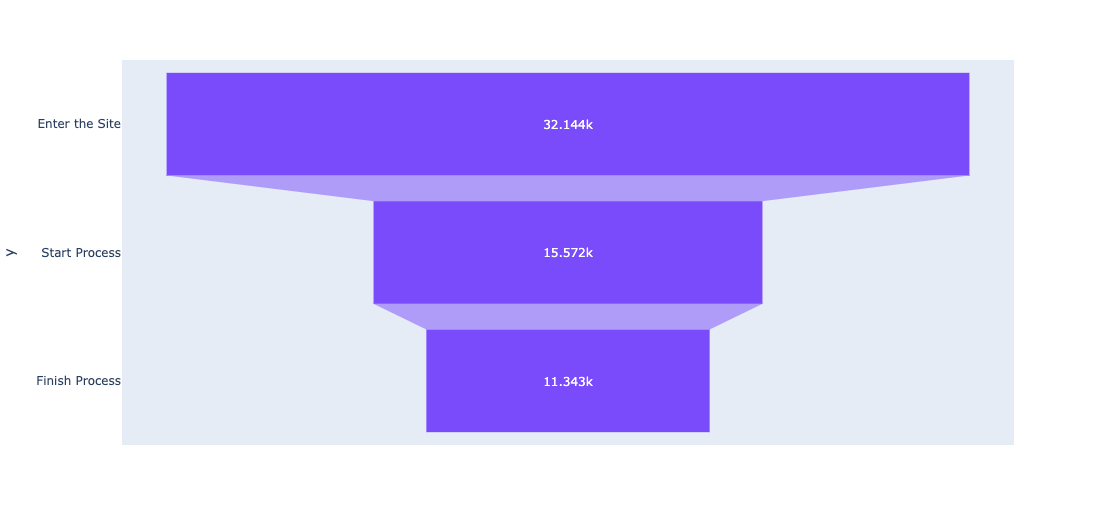 Enter the Site
32.144k
y
Start Process
15.572k
Finish Process
11.343k